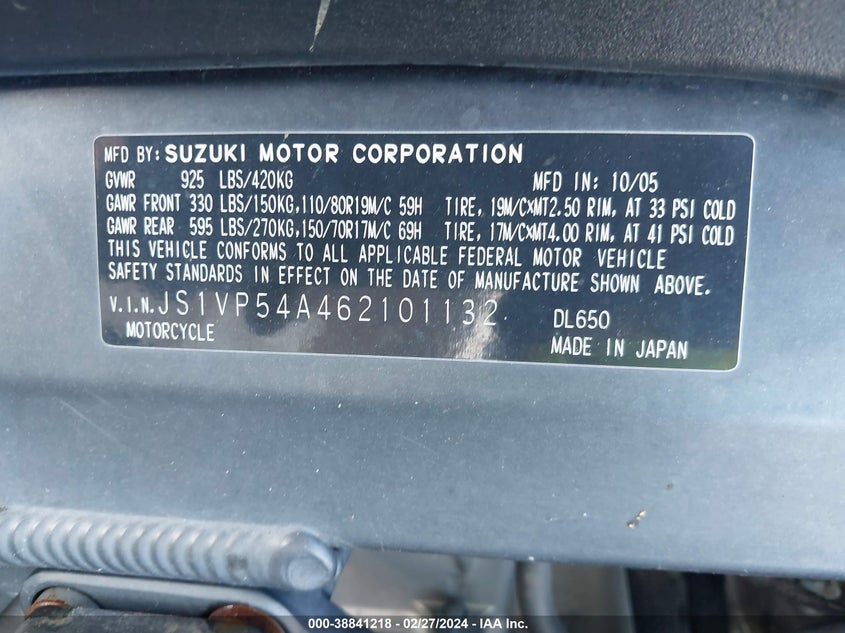 MFD BY: SUZUKI MOTOR CORPORATION
GVWR 925 LBS/420KG MFD IN: 10/05
GAWR FRONT 330 LBS/150KG,110/80R19M/C 59H TIRE, 19M/CXMT2.50 RIM, AT 33 PSI COLD
GAWR REAR 595 LBS/270KG,150/70R17M/C 69H TIRE, 17M/CXMT4.00 RIM, AT 41 PSI COLD
THIS VEHICLE CONFORMS TO ALL APPLICABLE FEDERAL MOTOR VEHICLE
SAFETY STANDARDS IN EFFECT ON THE DATE OF MANUFACTURE SHOWN ABOVE.
V.I.N. JS1VP54A462101132 DL650
MOTORCYCLE MADE IN JAPAN
000-38841218 - 02/27/2024 - IAA Inc.